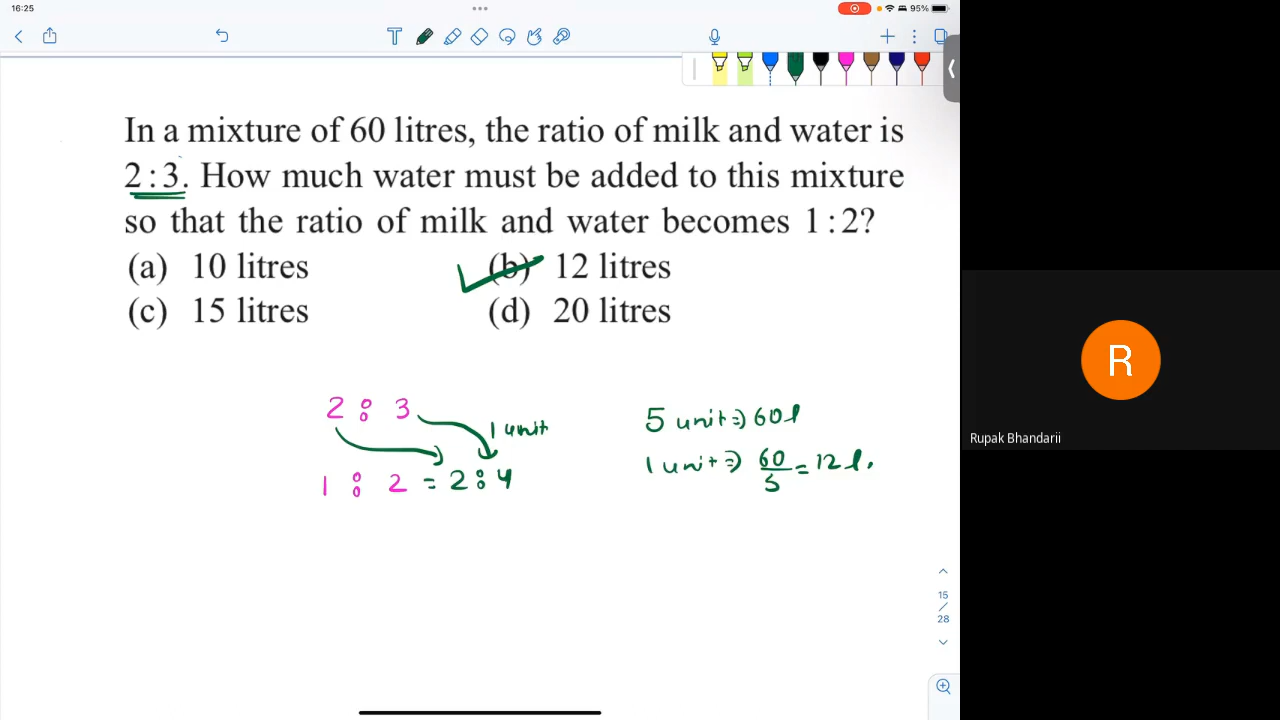 16:25
95%
In a mixture of 60 litres, the ratio of milk and water is
2 : 3. How much water must be added to this mixture
so that the ratio of milk and water becomes 1 : 2?
(a) 10 litres
(b) 12 litres
(c) 15 litres
(d) 20 litres
2 : 3
1 unit
1 : 2 = 2 : 4
5 unit ⇒ 60 l
1 unit ⇒ 60/5 = 12 l.
R
Rupak Bhandarii
15
/
28